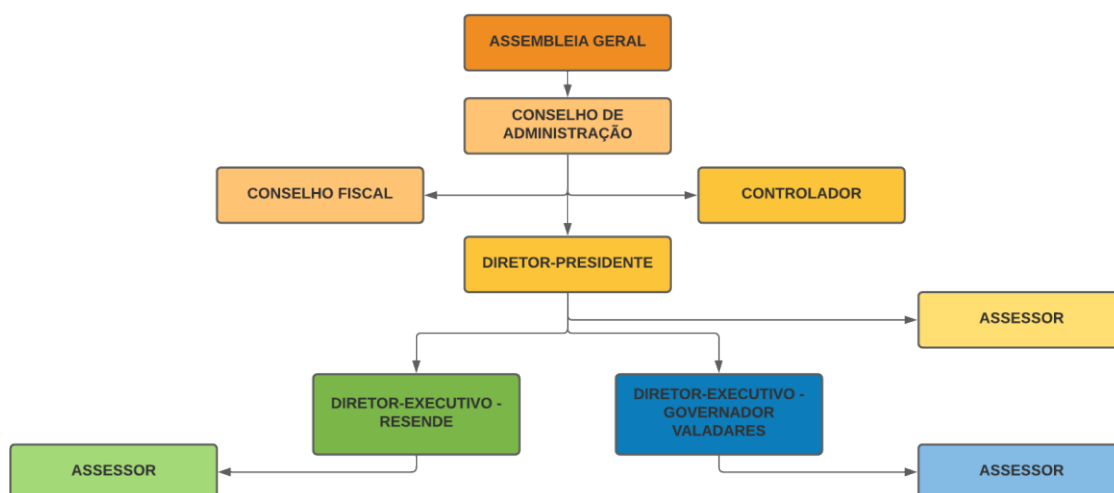 ASSEMBLEIA GERAL
CONSELHO DE
ADMINISTRAÇÃO
CONSELHO FISCAL
CONTROLADOR
DIRETOR-PRESIDENTE
ASSESSOR
DIRETOR-EXECUTIVO -
RESENDE
DIRETOR-EXECUTIVO -
GOVERNADOR
VALADARES
ASSESSOR
ASSESSOR